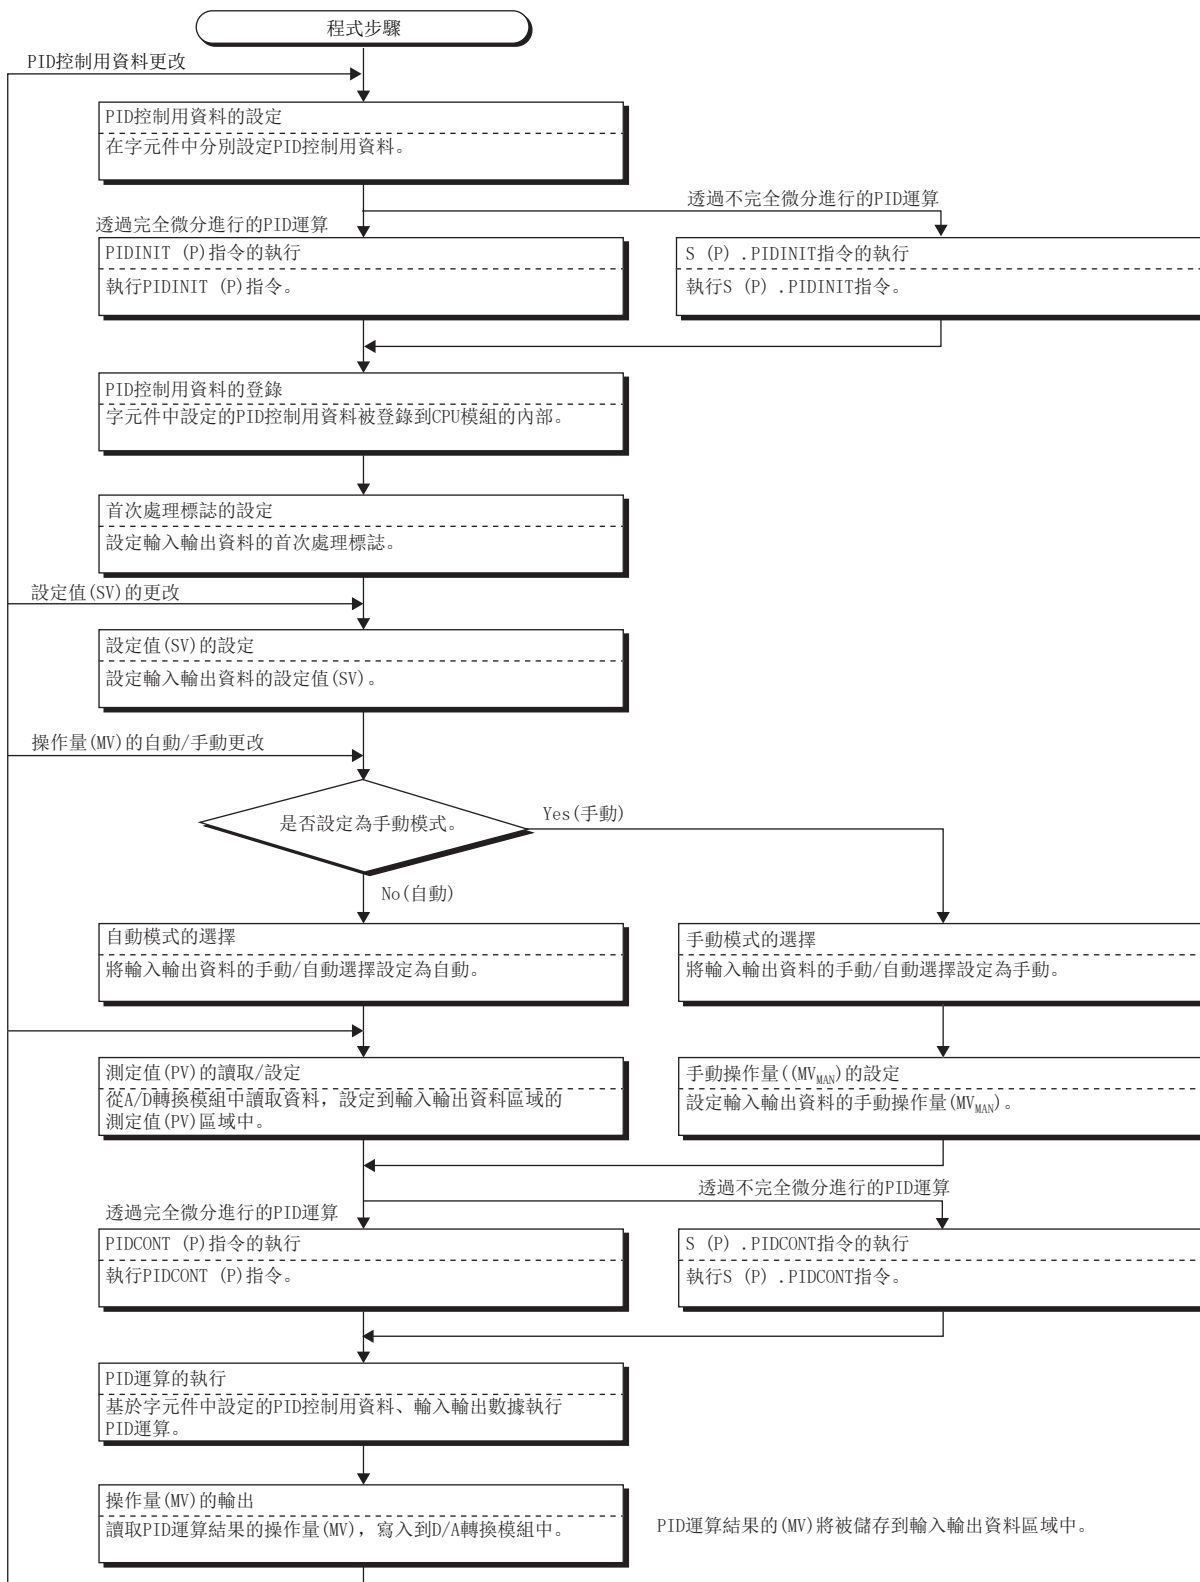 程式步驟
PID控制用資料更改
PID控制用資料的設定
在字元件中分別設定PID控制用資料。
透過不完全微分進行的PID運算
透過完全微分進行的PID運算
PIDINIT (P)指令的執行
執行PIDINIT (P)指令。
S (P) .PIDINIT指令的執行
執行S (P) .PIDINIT指令。
PID控制用資料的登錄
字元件中設定的PID控制用資料被登錄到CPU模組的內部。
首次處理標誌的設定
設定輸入輸出資料的首次處理標誌。
設定值(SV)的更改
設定值(SV)的設定
設定輸入輸出資料的設定值(SV)。
操作量(MV)的自動/手動更改
是否設定為手動模式。
Yes(手動)
No(自動)
自動模式的選擇
將輸入輸出資料的手動/自動選擇設定為自動。
手動模式的選擇
將輸入輸出資料的手動/自動選擇設定為手動。
測定值(PV)的讀取/設定
從A/D轉換模組中讀取資料，設定到輸入輸出資料區域的
測定值(PV)區域中。
手動操作量((MVMAN)的設定
設定輸入輸出資料的手動操作量(MVMAN)。
透過不完全微分進行的PID運算
透過完全微分進行的PID運算
PIDCONT (P)指令的執行
執行PIDCONT (P)指令。
S (P) .PIDCONT指令的執行
執行S (P) .PIDCONT指令。
PID運算的執行
基於字元件中設定的PID控制用資料、輸入輸出數據執行
PID運算。
操作量(MV)的輸出
讀取PID運算結果的操作量(MV)，寫入到D/A轉換模組中。
PID運算結果的(MV)將被儲存到輸入輸出資料區域中。